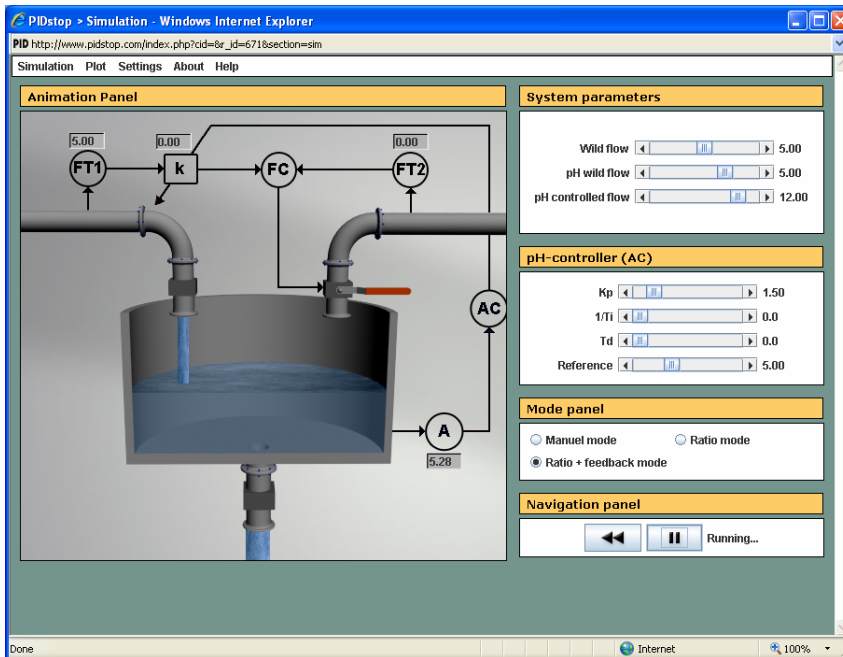 PIDstop > Simulation - Windows Internet Explorer
PID http://www.pidstop.com/index.php?cid=&r_id=671&section=sim
Simulation Plot Settings About Help
Animation Panel
5.00 0.00 0.00
FT1 k FC FT2
AC
A
5.28
System parameters
Wild flow 5.00
pH wild flow 5.00
pH controlled flow 12.00
pH-controller (AC)
Kp 1.50
1/Ti 0.0
Td 0.0
Reference 5.00
Mode panel
Manuel mode Ratio mode
Ratio + feedback mode
Navigation panel
Running...
Done Internet 100%